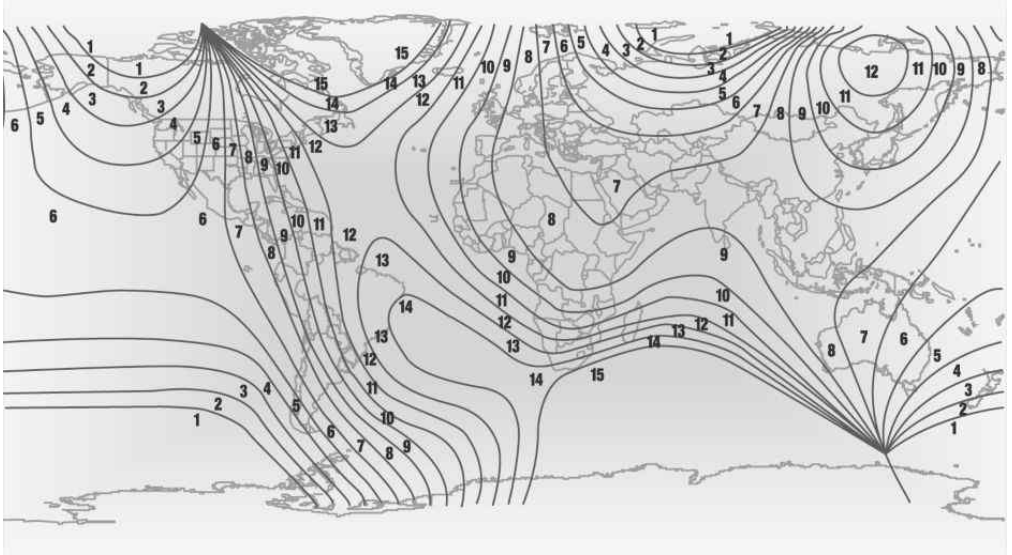 1 15 7 6 5 4 3 2 1 1
8 2
2 1 10 9 3 4 12 11 10 9 8
2 15 14 13 11
3 4 3 14 12 5 6 11 10
6 5 4 13 7 8 9
5 6 7 12
8 9 10 11
7
6 6 10 11 8
7 9 12
8 13 9 9
10
11 10
14
12 12 11
13 13 14 13 8 7 6
12 5
14 15 4
3 4 11 3
2 5 2
1 10 1
6
7 8 9